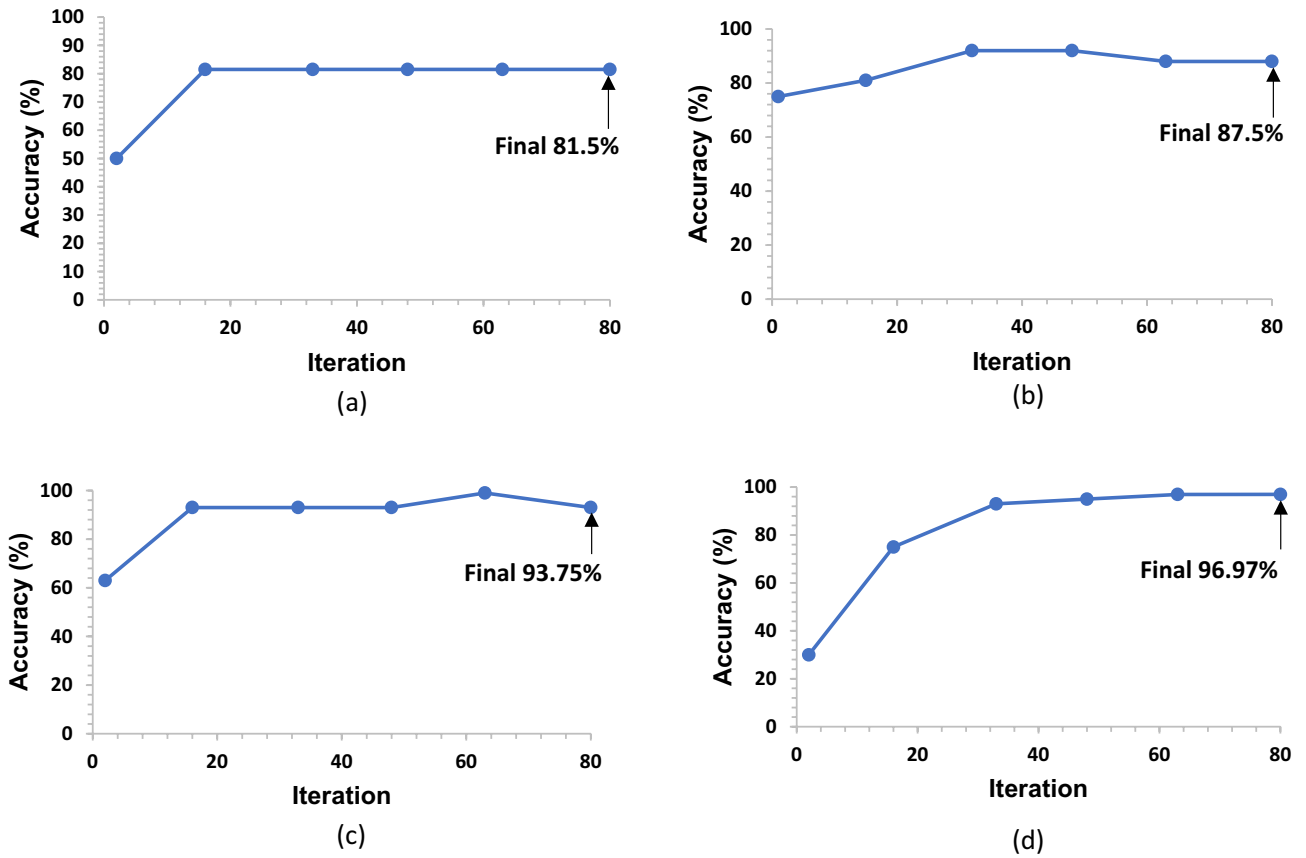 100
90
80
70
60
50
40
30
20
10
0
Accuracy (%)
0 20 40 60 80
Iteration
Final 81.5%
(a)
100
80
60
40
20
0
Accuracy (%)
0 20 40 60 80
Iteration
Final 87.5%
(b)
100
80
60
40
20
0
Accuracy (%)
0 20 40 60 80
Iteration
Final 93.75%
(c)
100
80
60
40
20
0
Accuracy (%)
0 20 40 60 80
Iteration
Final 96.97%
(d)